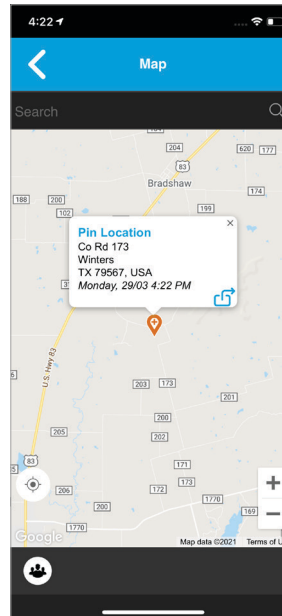 4:22
Map
Search
204
620
177
83
Bradshaw
174
188
200
102
199
Pin Location
Co Rd 173
Winters
TX 79567, USA
Monday, 29/03 4:22 PM
U.S. Hwy 83
203
173
201
200
205
202
83
171
173
206
172
1770
200
169
1770
Google
Map data ©2021
Terms of U
+
−